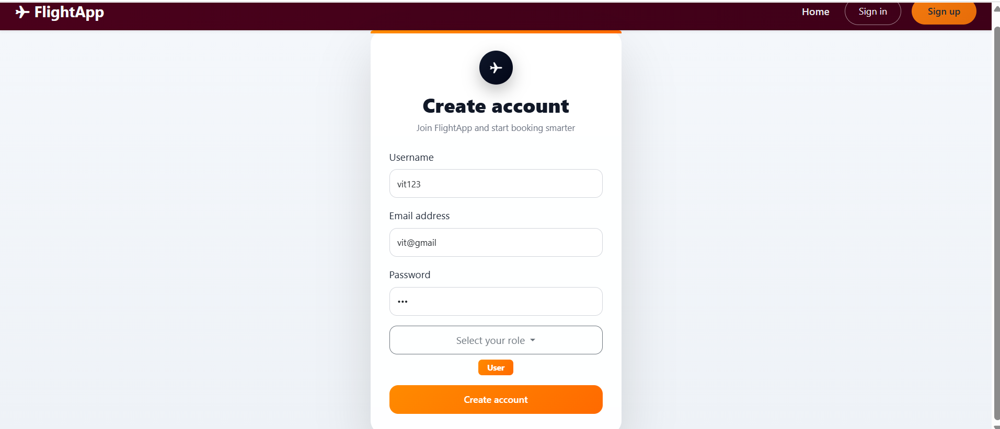 FlightApp
Home
Sign in
Sign up
Create account
Join FlightApp and start booking smarter
Username
vit123
Email address
vit@gmail
Password
•••
Select your role
User
Create account